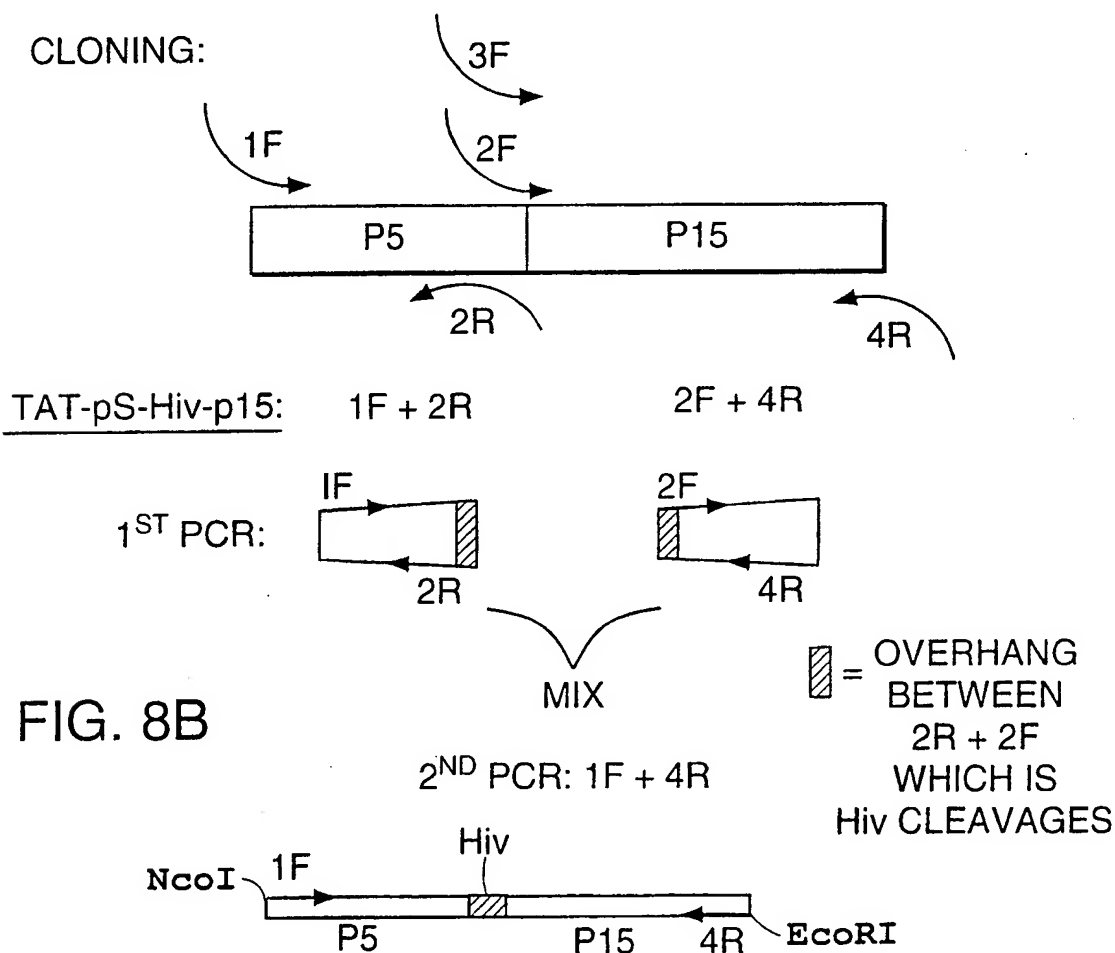 CLONING:
3F
1F
2F
P5
P15
2R
4R
TAT-pS-Hiv-p15:
1F + 2R
2F + 4R
1ST PCR:
IF
2R
2F
4R
MIX
= OVERHANG
BETWEEN
2R + 2F
WHICH IS
Hiv CLEAVAGES
FIG. 8B
2ND PCR: 1F + 4R
Hiv
NcoI
1F
P5
P15
4R
EcoRI